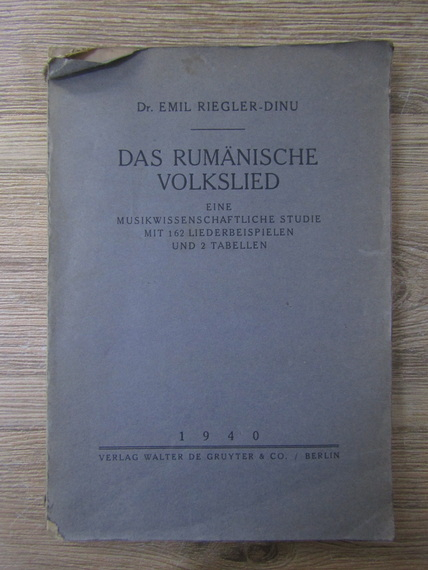 Dr. EMIL RIEGLER-DINU
DAS RUMÄNISCHE
VOLKSLIED
EINE
MUSIKWISSENSCHAFTLICHE STUDIE
MIT 162 LIEDERBEISPIELEN
UND 2 TABELLEN
1940
VERLAG WALTER DE GRUYTER & CO. / BERLIN